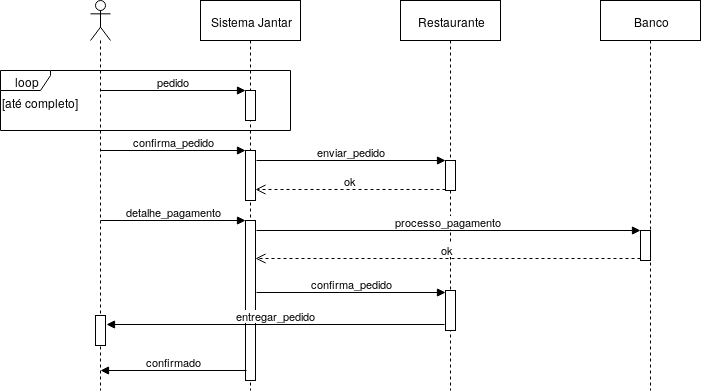 Sistema Jantar
Restaurante
Banco
loop
pedido
[até completo]
confirma_pedido
enviar_pedido
ok
detalhe_pagamento
processo_pagamento
ok
confirma_pedido
entregar_pedido
confirmado